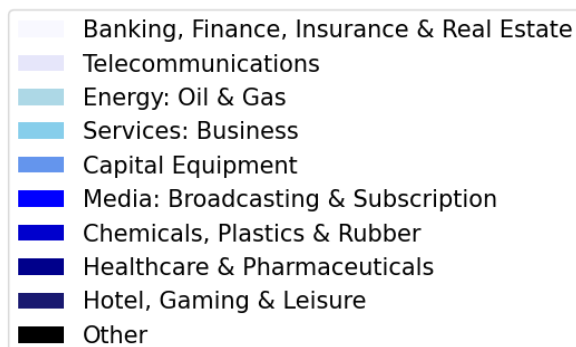 Banking, Finance, Insurance & Real Estate
Telecommunications
Energy: Oil & Gas
Services: Business
Capital Equipment
Media: Broadcasting & Subscription
Chemicals, Plastics & Rubber
Healthcare & Pharmaceuticals
Hotel, Gaming & Leisure
Other